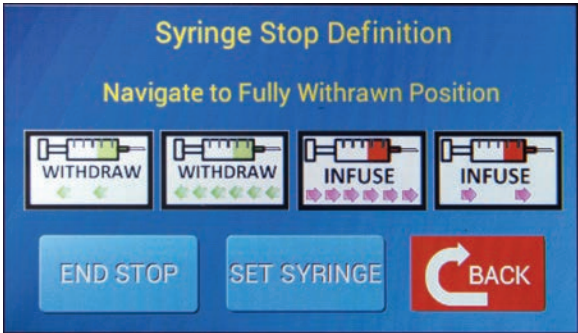 Syringe Stop Definition
Navigate to Fully Withrawn Position
WITHDRAW
WITHDRAW
INFUSE
INFUSE
END STOP
SET SYRINGE
BACK